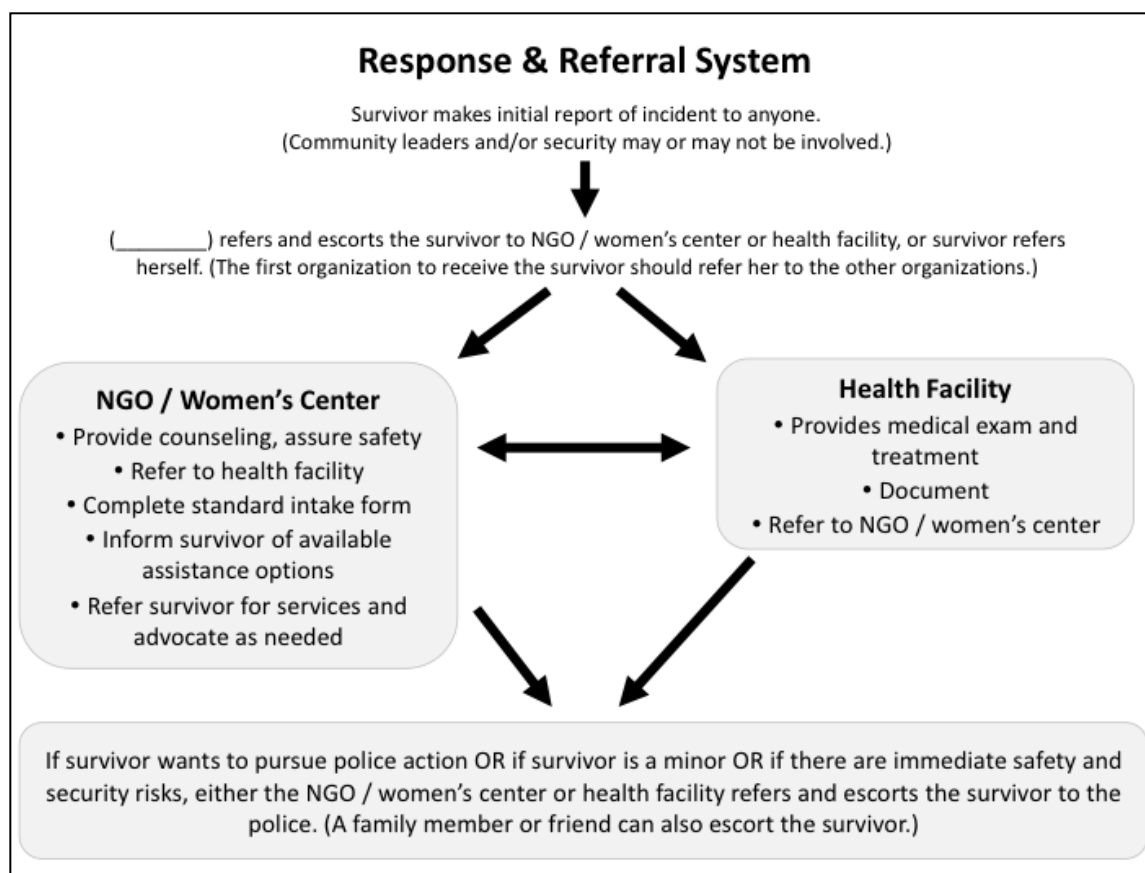 Response & Referral System
Survivor makes initial report of incident to anyone.
(Community leaders and/or security may or may not be involved.)
(________) refers and escorts the survivor to NGO / women’s center or health facility, or survivor refers
herself. (The first organization to receive the survivor should refer her to the other organizations.)
NGO / Women’s Center
• Provide counseling, assure safety
• Refer to health facility
• Complete standard intake form
• Inform survivor of available
assistance options
• Refer survivor for services and
advocate as needed
Health Facility
• Provides medical exam and
treatment
• Document
• Refer to NGO / women’s center
If survivor wants to pursue police action OR if survivor is a minor OR if there are immediate safety and
security risks, either the NGO / women’s center or health facility refers and escorts the survivor to the
police. (A family member or friend can also escort the survivor.)